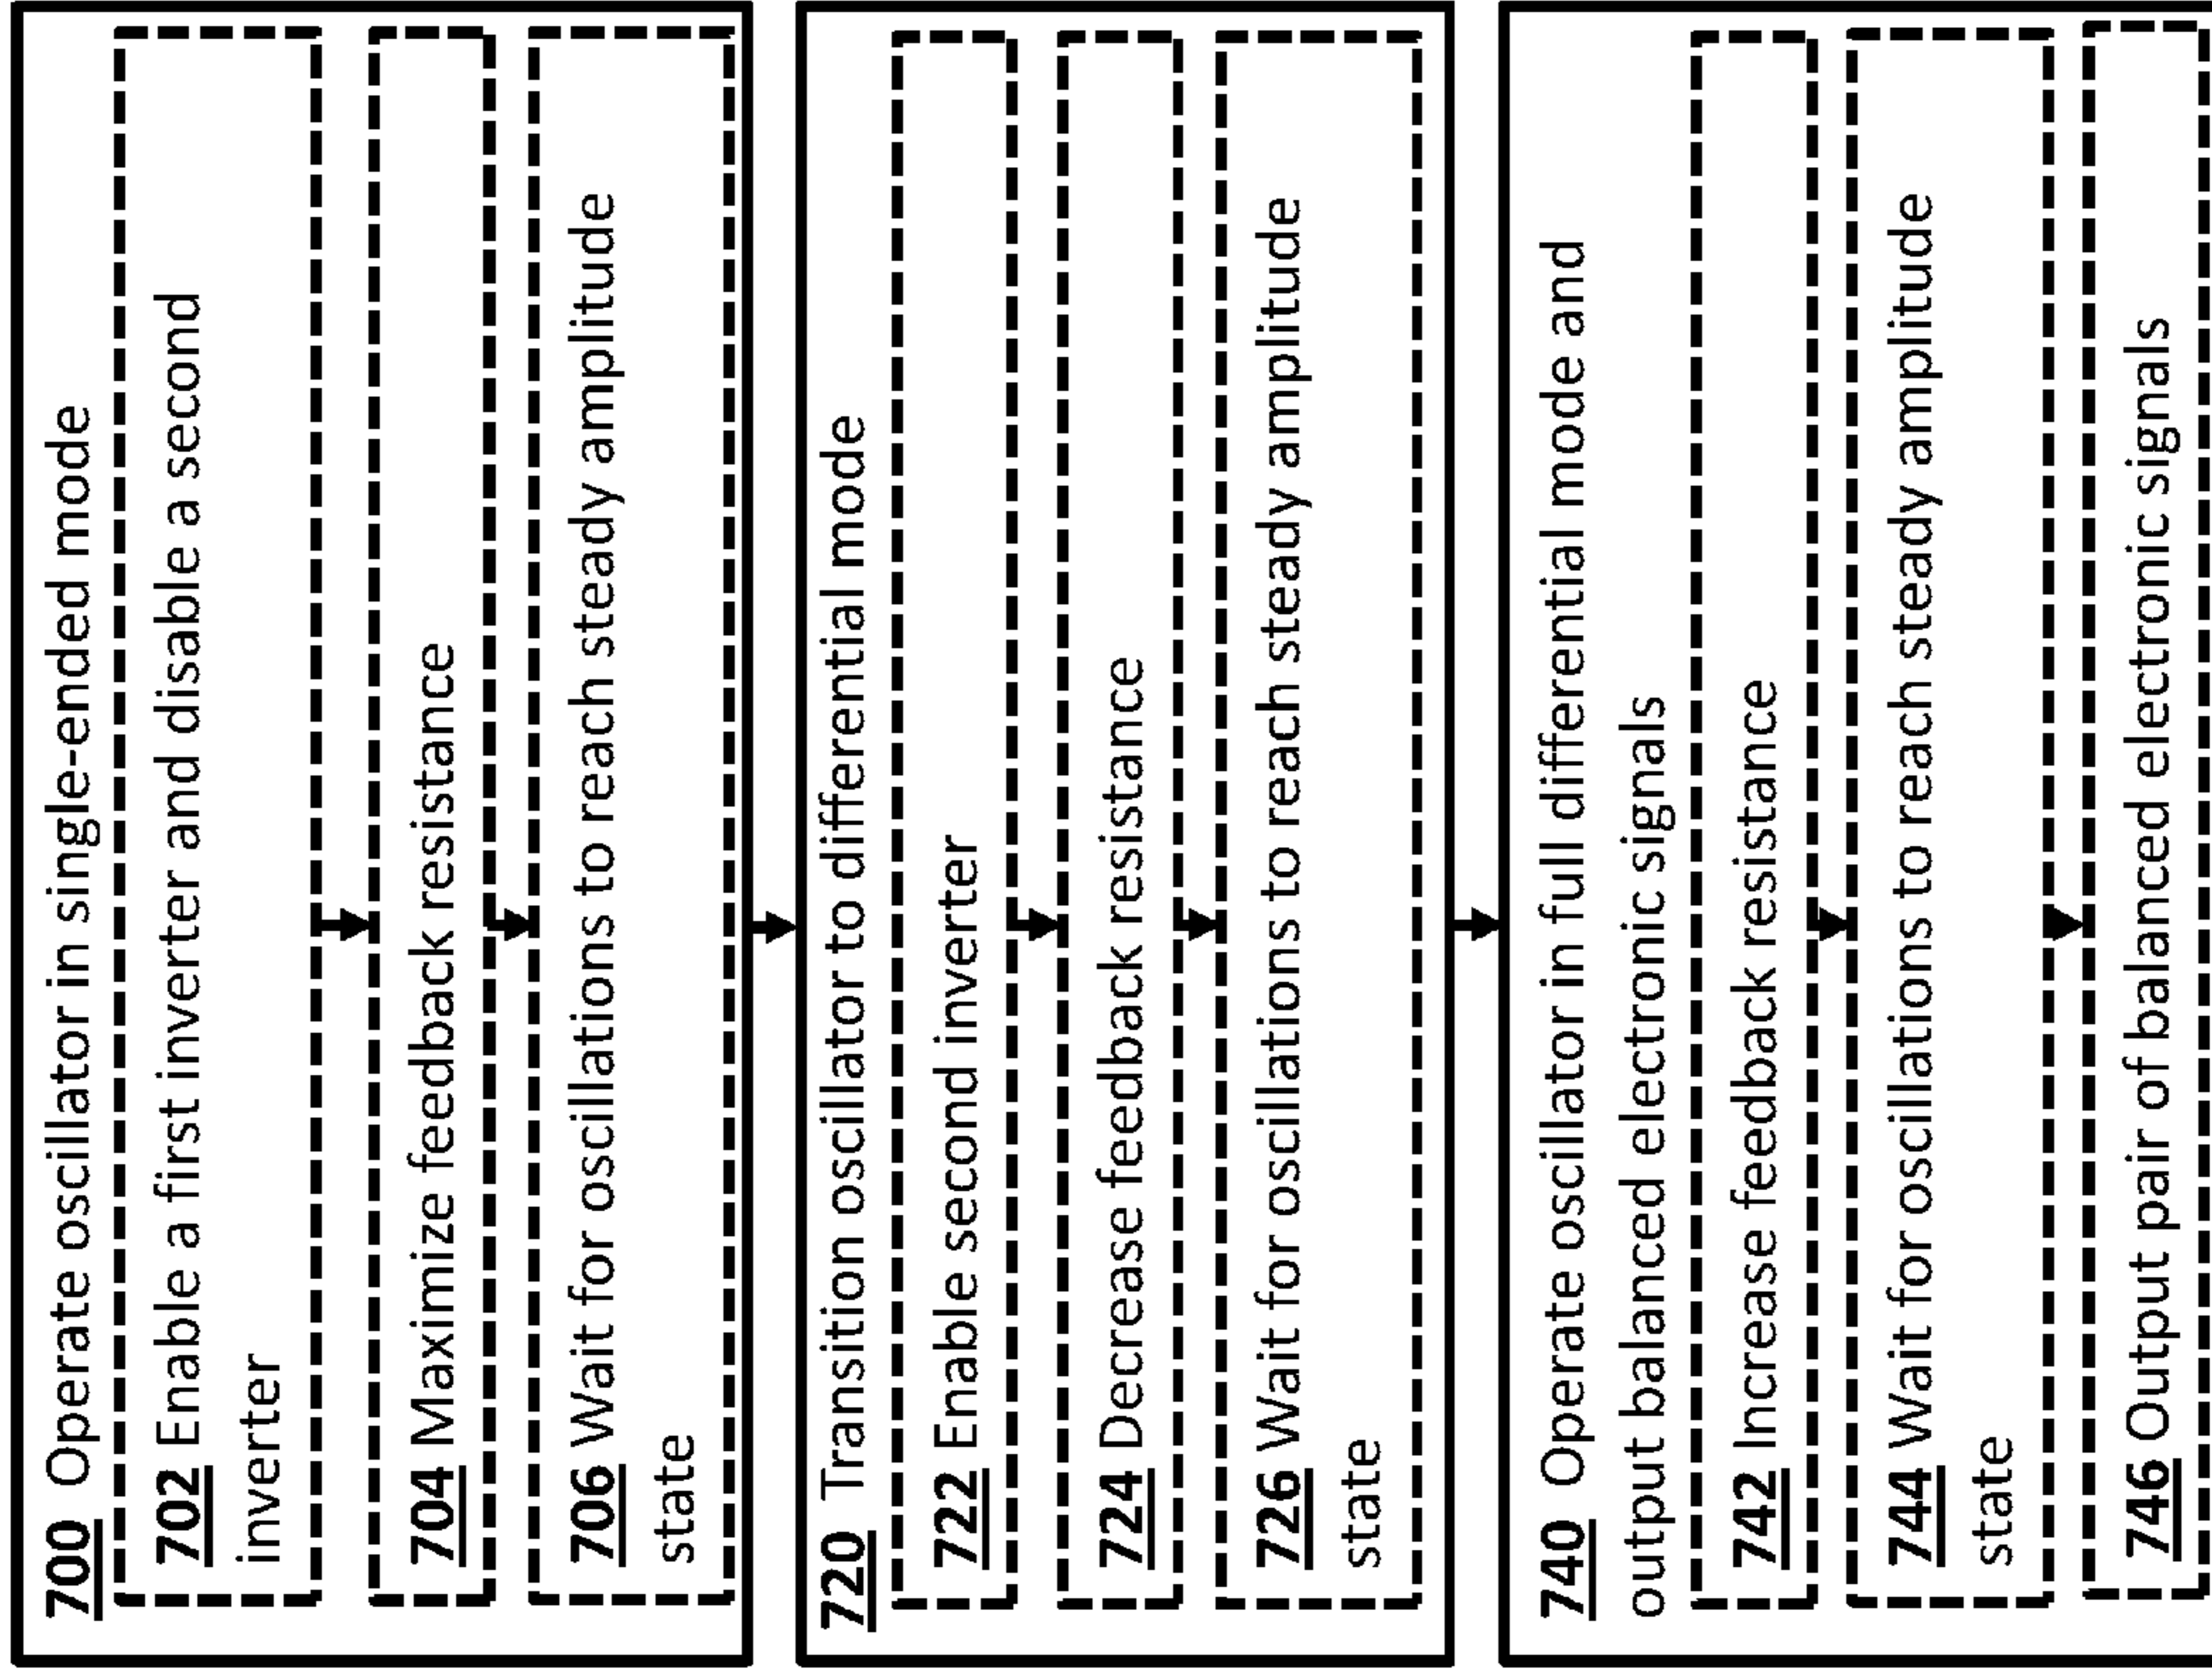 700 Operate oscillator in single-ended mode
702 Enable a first inverter and disable a second
inverter
704 Maximize feedback resistance
706 Wait for oscillations to reach steady amplitude
state
720 Transition oscillator to differential mode
722 Enable second inverter
724 Decrease feedback resistance
726 Wait for oscillations to reach steady amplitude
state
740 Operate oscillator in full differential mode and
output balanced electronic signals
742 Increase feedback resistance
744 Wait for oscillations to reach steady amplitude
state
746 Output pair of balanced electronic signals